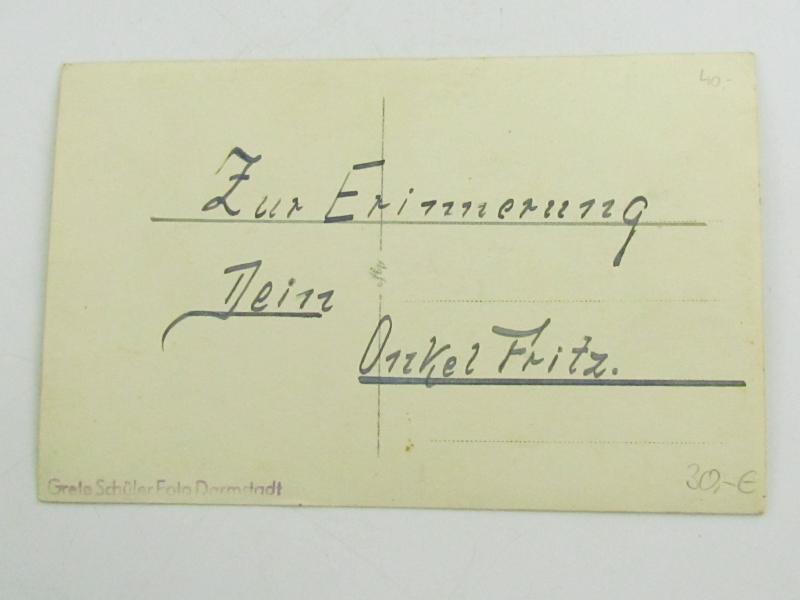 40,-
Zur Erinnerung
Dein
Onkel Fritz.
Grete Schüler Foto Darmstadt
30,-€